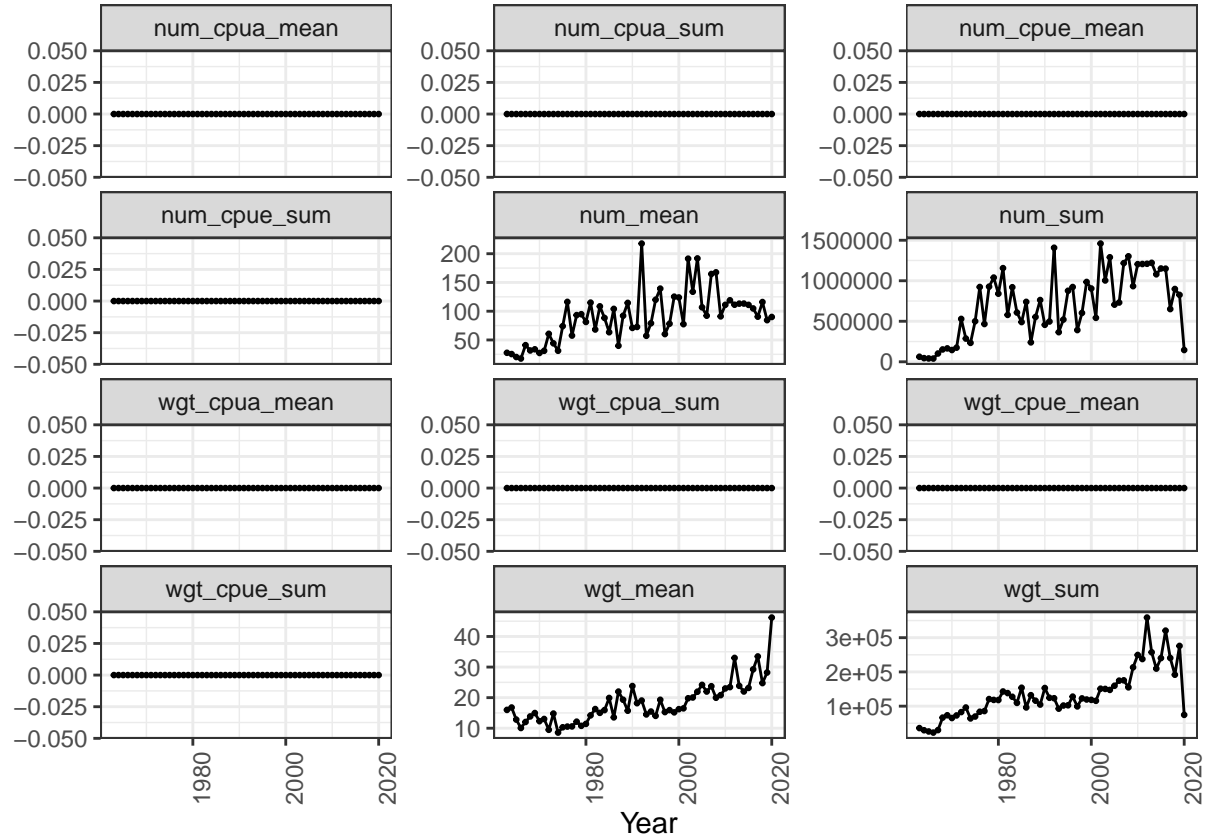 num_cpua_mean num_cpua_sum num_cpue_mean
0.050 0.050 0.050
0.025 0.025 0.025
0.000 0.000 0.000
−0.025 −0.025 −0.025
−0.050 −0.050 −0.050
num_cpue_sum num_mean num_sum
0.050 200 1500000
0.025 150 1000000
0.000 100 500000
−0.025 50 0
−0.050
wgt_cpua_mean wgt_cpua_sum wgt_cpue_mean
0.050 0.050 0.050
0.025 0.025 0.025
0.000 0.000 0.000
−0.025 −0.025 −0.025
−0.050 −0.050 −0.050
wgt_cpue_sum wgt_mean wgt_sum
0.050 40 3e+05
0.025 30 2e+05
0.000 20 1e+05
−0.025 10
−0.050
1980 2000 2020 1980 2000 2020 1980 2000 2020
Year